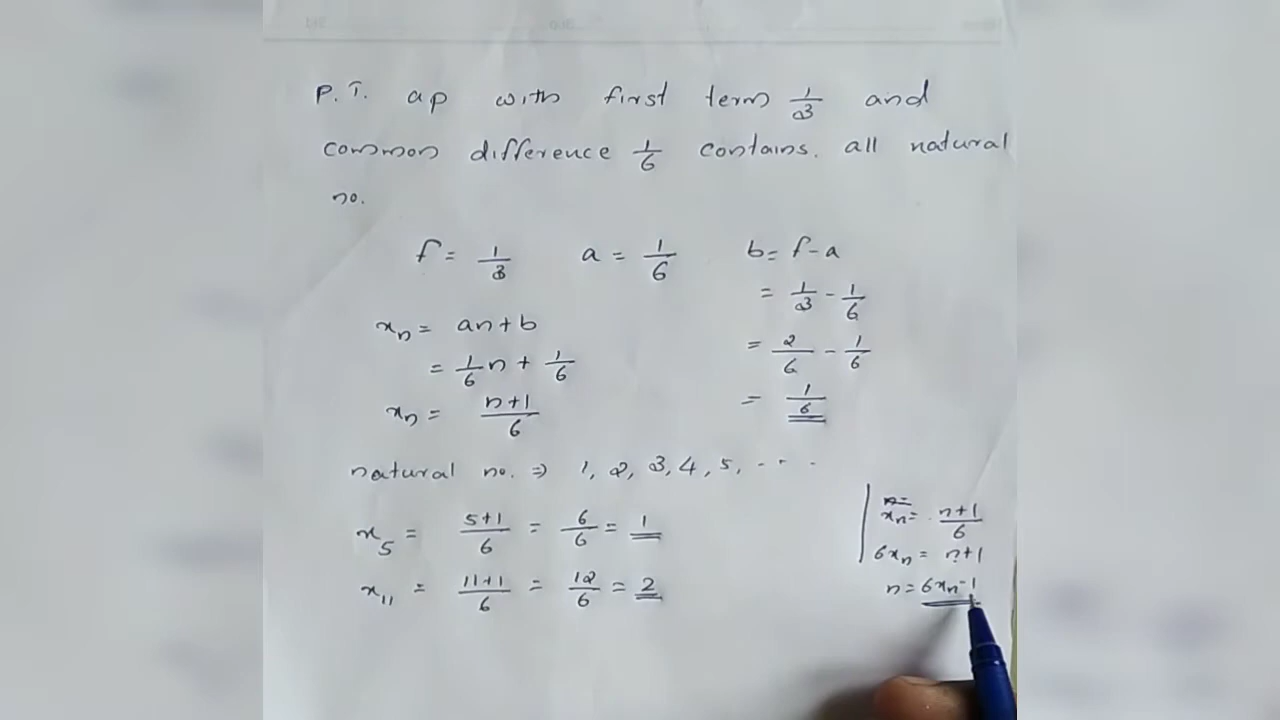 P.T. ap with first term 1/3 and
common difference 1/6 contains. all natural
no.
f = 1/3 a = 1/6 b = f-a
= 1/3 - 1/6
xn = an+b
= 2/6 - 1/6
= 1/6 n + 1/6
= 1/6
xn = n+1/6
natural no. ⇒ 1, 2, 3, 4, 5, ....
x5 = 5+1/6 = 6/6 = 1
x11 = 11+1/6 = 12/6 = 2
xn = n+1/6
6xn = n+1
n = 6xn-1